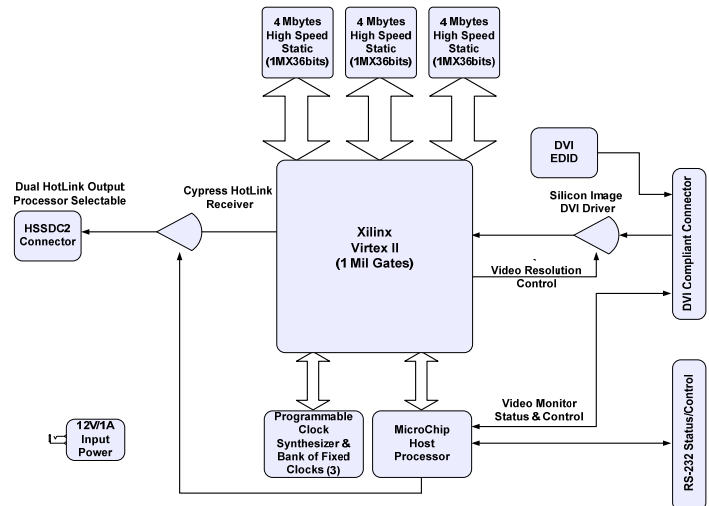 4 Mbytes
High Speed
Static
(1MX36bits)
4 Mbytes
High Speed
Static
(1MX36bits)
4 Mbytes
High Speed
Static
(1MX36bits)
DVI
EDID
Dual HotLink Output
Processor Selectable
HSSDC2
Connector
Cypress HotLink
Receiver
Xilinx
Virtex II
(1 Mil Gates)
Silicon Image
DVI Driver
Video Resolution
Control
DVI Compliant Connector
12V/1A
Input
Power
Programmable
Clock
Synthesizer &
Bank of Fixed
Clocks (3)
MicroChip
Host
Processor
Video Monitor
Status & Control
RS-232 Status/Control